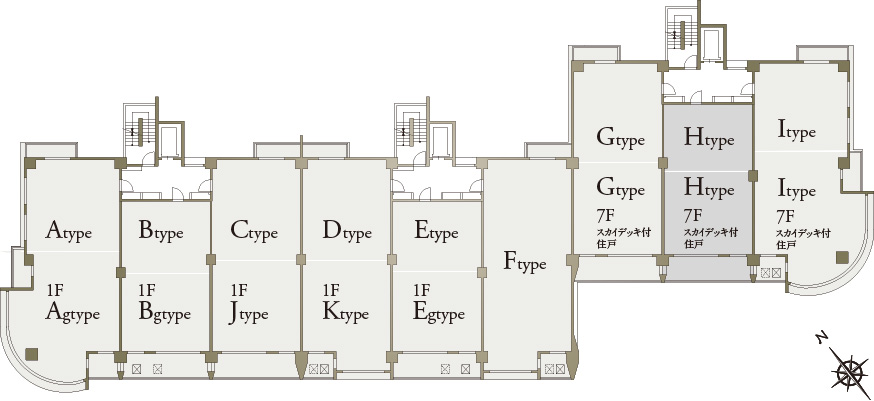 Atype
1F
Agtype
Btype
1F
Bgtype
Ctype
1F
Jtype
Dtype
1F
Ktype
Etype
1F
Egtype
Ftype
Gtype
Gtype
7F
スカイデッキ付
住戸
Htype
Htype
7F
スカイデッキ付
住戸
Itype
Itype
7F
スカイデッキ付
住戸
N